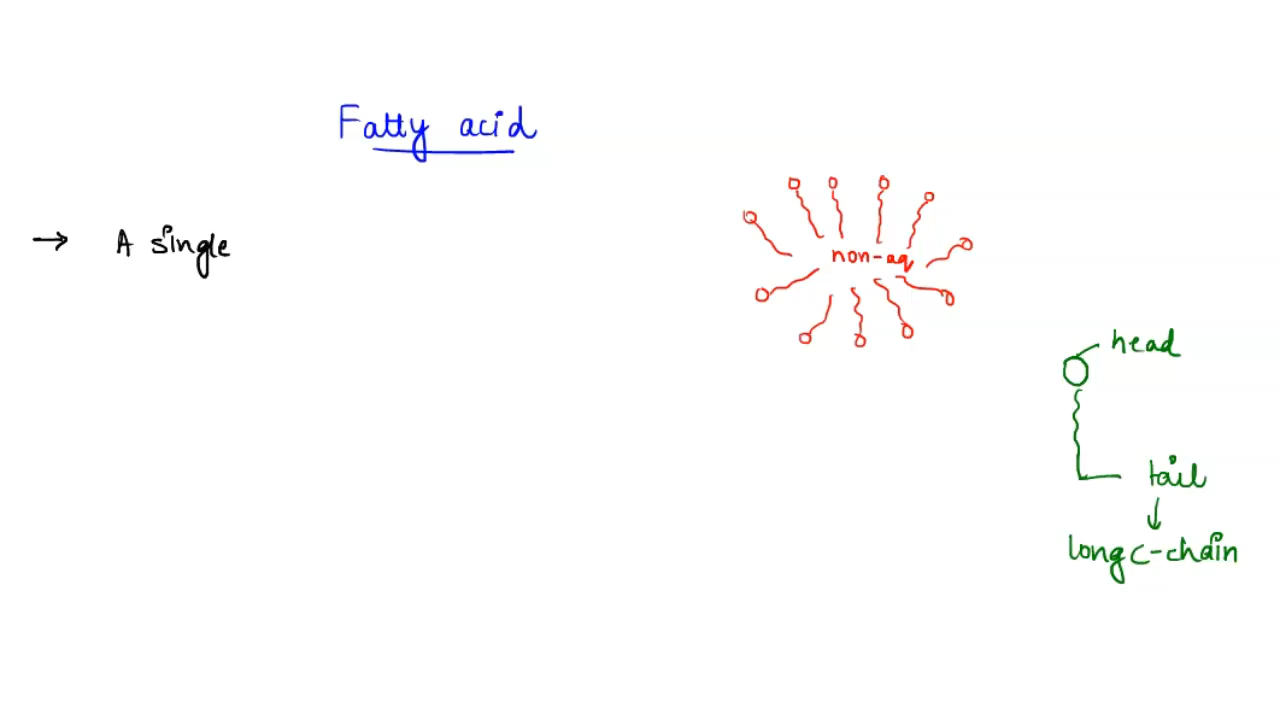 Fatty acid
→ A single
non-aq
head
tail
↓
long c-chain